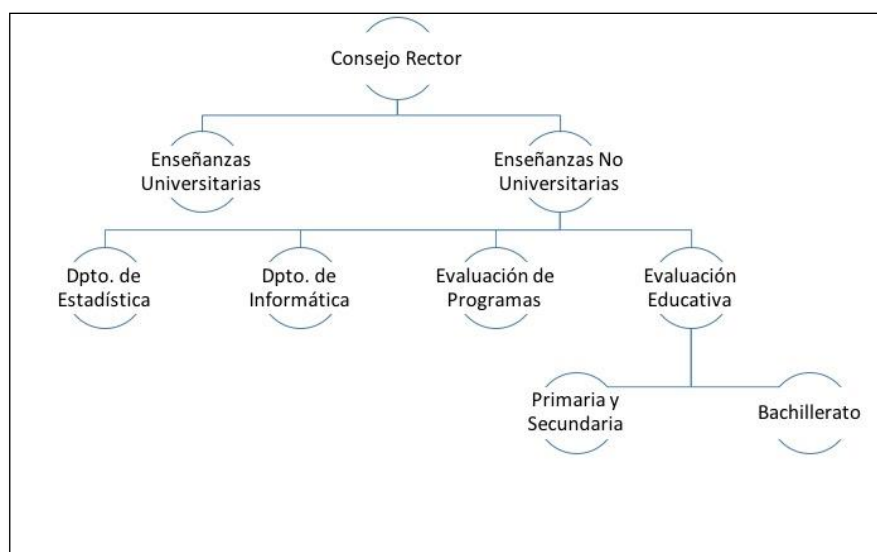 Consejo Rector
Enseñanzas
Universitarias
Enseñanzas No
Universitarias
Dpto. de
Estadística
Dpto. de
Informática
Evaluación de
Programas
Evaluación
Educativa
Primaria y
Secundaria
Bachillerato